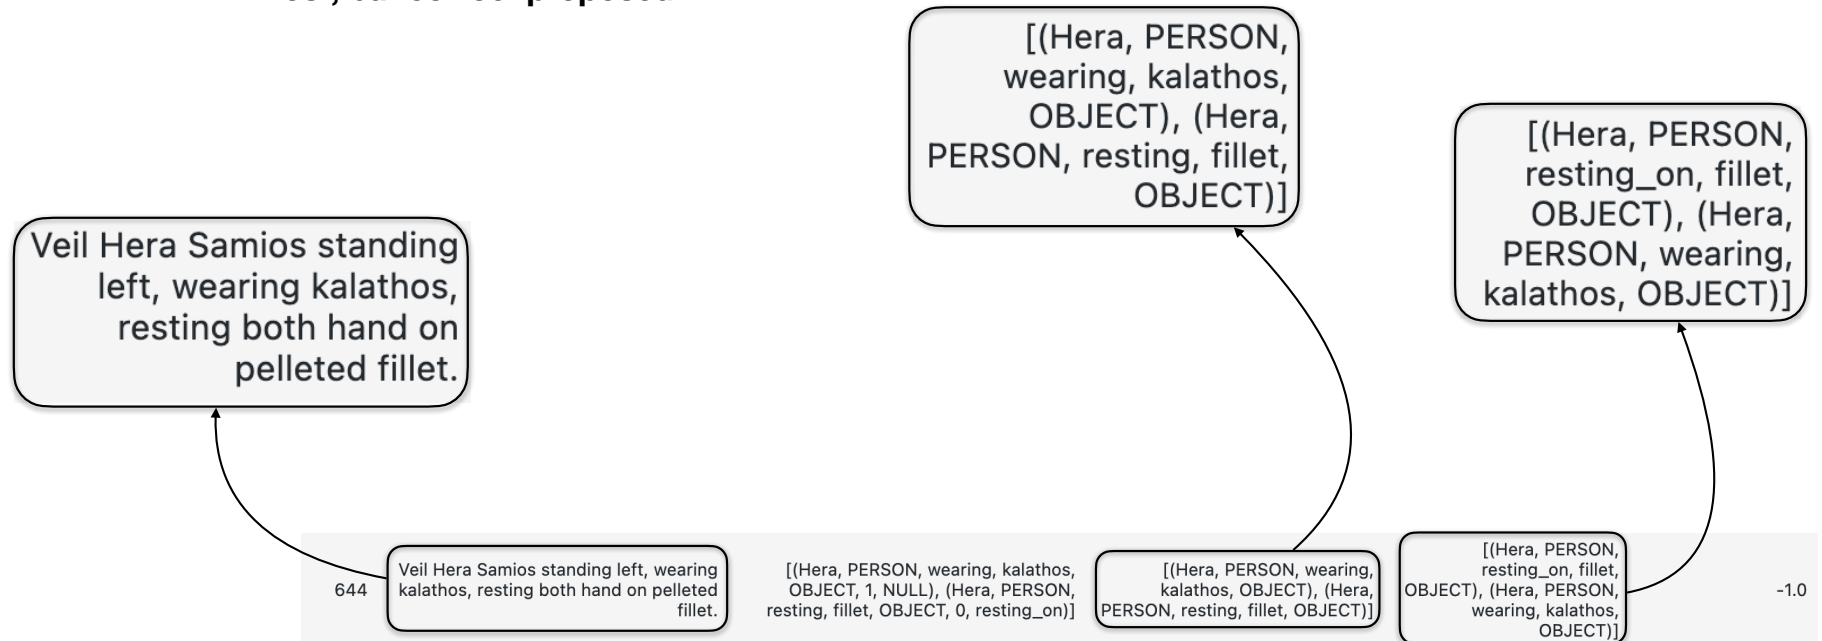 [(Hera, PERSON,
wearing, kalathos,
OBJECT), (Hera,
PERSON, resting, fillet,
OBJECT)]
[(Hera, PERSON,
resting_on, fillet,
OBJECT), (Hera,
PERSON, wearing,
kalathos, OBJECT)]
Veil Hera Samios standing
left, wearing kalathos,
resting both hand on
pelleted fillet.
644
Veil Hera Samios standing left, wearing
kalathos, resting both hand on pelleted
fillet.
[(Hera, PERSON, wearing, kalathos,
OBJECT, 1, NULL), (Hera, PERSON,
resting, fillet, OBJECT, 0, resting_on)]
[(Hera, PERSON, wearing,
kalathos, OBJECT), (Hera,
PERSON, resting, fillet, OBJECT)]
[(Hera, PERSON,
resting_on, fillet,
OBJECT), (Hera, PERSON,
wearing, kalathos,
OBJECT)]
-1.0